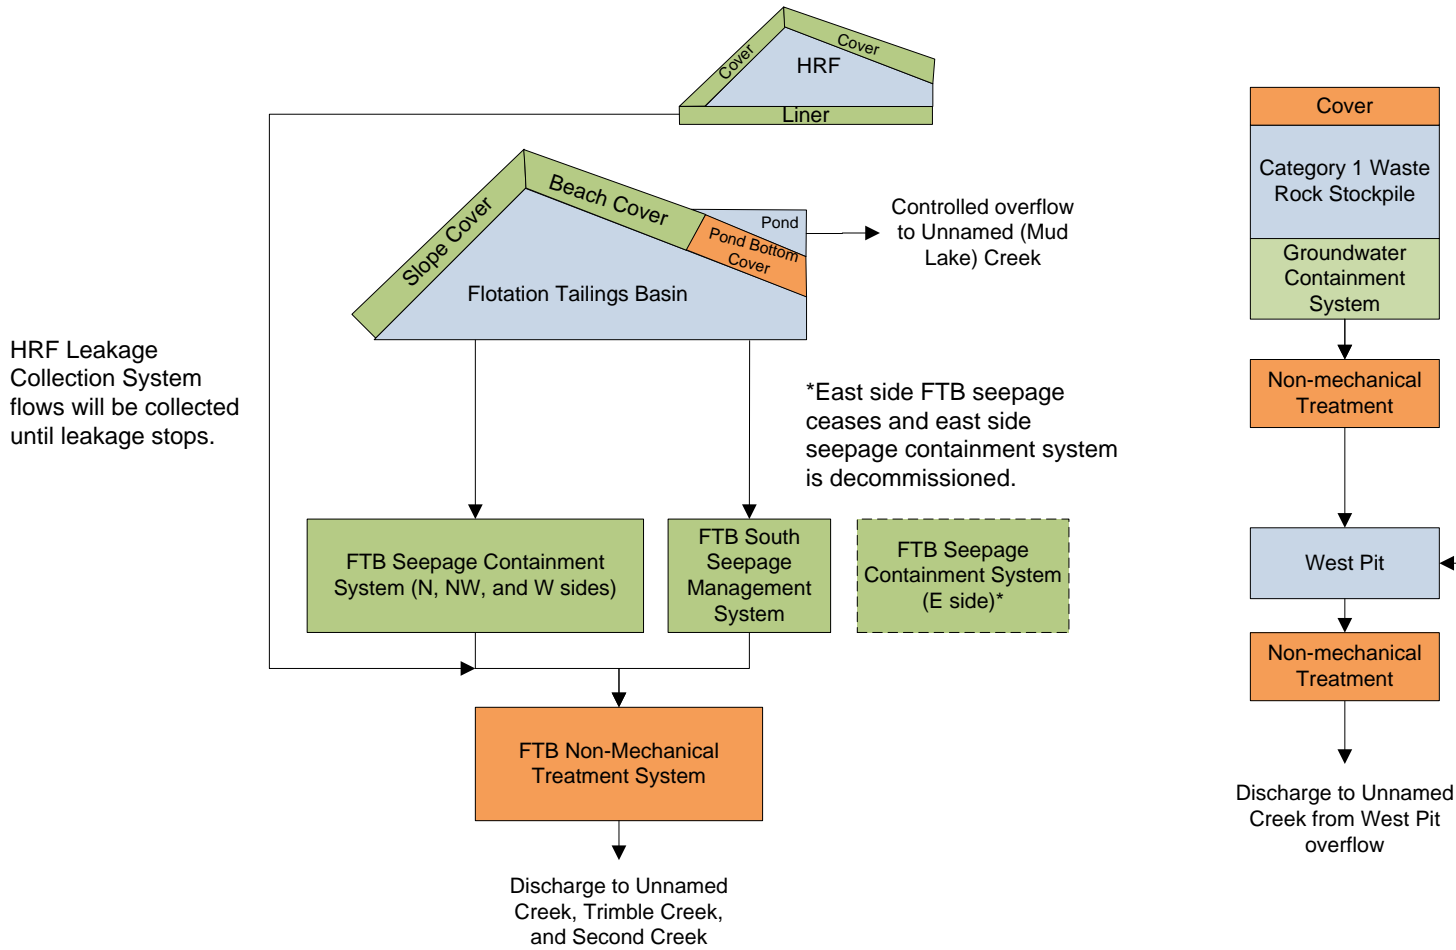 Cover
Cover
HRF
Liner
Slope Cover
Beach Cover
Pond
Pond Bottom
Cover
Flotation Tailings Basin
Controlled overflow
to Unnamed (Mud
Lake) Creek
HRF Leakage
Collection System
flows will be collected
until leakage stops.
*East side FTB seepage
ceases and east side
seepage containment system
is decommissioned.
FTB Seepage Containment
System (N, NW, and W sides)
FTB South
Seepage
Management
System
FTB Seepage
Containment System
(E side)*
FTB Non-Mechanical
Treatment System
Discharge to Unnamed
Creek, Trimble Creek,
and Second Creek
Cover
Category 1 Waste
Rock Stockpile
Groundwater
Containment
System
Non-mechanical
Treatment
West Pit
Non-mechanical
Treatment
Discharge to Unnamed
Creek from West Pit
overflow